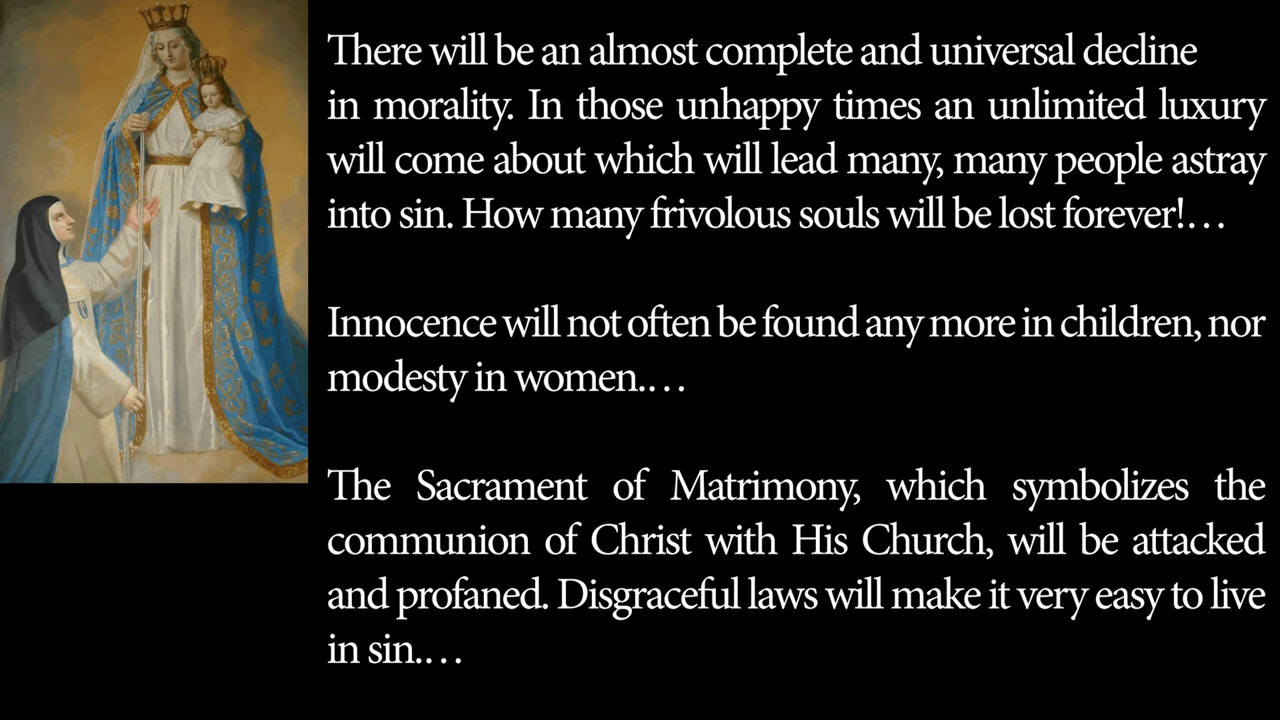 There will be an almost complete and universal decline
in morality. In those unhappy times an unlimited luxury
will come about which will lead many, many people astray
into sin. How many frivolous souls will be lost forever!…
Innocence will not often be found any more in children, nor
modesty in women.…
The Sacrament of Matrimony, which symbolizes the
communion of Christ with His Church, will be attacked
and profaned. Disgraceful laws will make it very easy to live
in sin.…